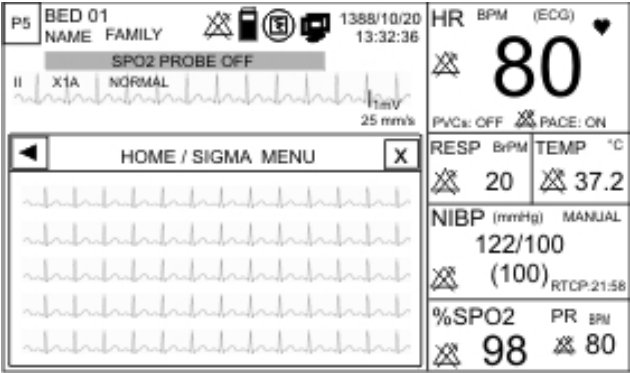 P5 BED 01
NAME FAMILY
1388/10/20
13:32:36
SPO2 PROBE OFF
II X1A NORMAL
1mV
25 mm/s
HOME / SIGMA MENU X
HR BPM (ECG)
80
PVCs: OFF PACE: ON
RESP BrPM
20
TEMP °C
37.2
NIBP (mmHg) MANUAL
122/100
(100) RTCP:21:58
%SPO2
98
PR BPM
80